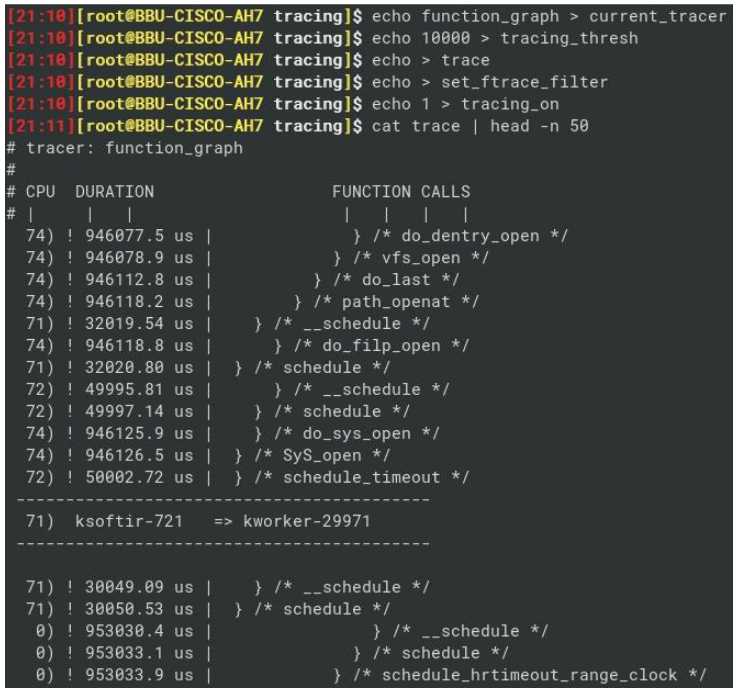 [21:10][root@BBU-CISCO-AH7 tracing]$ echo function_graph > current_tracer
[21:10][root@BBU-CISCO-AH7 tracing]$ echo 10000 > tracing_thresh
[21:10][root@BBU-CISCO-AH7 tracing]$ echo > trace
[21:10][root@BBU-CISCO-AH7 tracing]$ echo > set_ftrace_filter
[21:10][root@BBU-CISCO-AH7 tracing]$ echo 1 > tracing_on
[21:11][root@BBU-CISCO-AH7 tracing]$ cat trace | head -n 50
# tracer: function_graph
#
# CPU  DURATION                  FUNCTION CALLS
# |     |   |                     |   |   |   |
  74) ! 946077.5 us |              } /* do_dentry_open */
  74) ! 946078.9 us |            } /* vfs_open */
  74) ! 946112.8 us |          } /* do_last */
  74) ! 946118.2 us |        } /* path_openat */
  71) ! 32019.54 us |    } /* __schedule */
  74) ! 946118.8 us |      } /* do_filp_open */
  71) ! 32020.80 us |  } /* schedule */
  72) ! 49995.81 us |      } /* __schedule */
  72) ! 49997.14 us |    } /* schedule */
  74) ! 946125.9 us |    } /* do_sys_open */
  74) ! 946126.5 us |  } /* SyS_open */
  72) ! 50002.72 us |  } /* schedule_timeout */
 ------------------------------------------
  71)  ksoftir-721   => kworker-29971
 ------------------------------------------
  71) ! 30049.09 us |    } /* __schedule */
  71) ! 30050.53 us |  } /* schedule */
   0) ! 953030.4 us |                } /* __schedule */
   0) ! 953033.1 us |              } /* schedule */
   0) ! 953033.9 us |            } /* schedule_hrtimeout_range_clock */